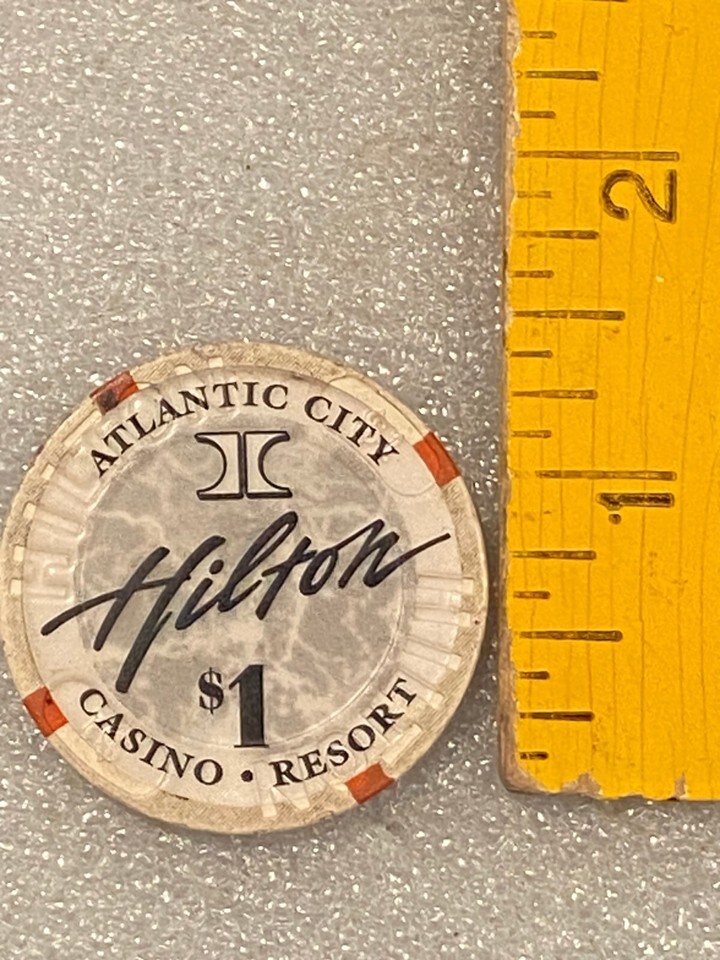 ATLANTIC CITY
Hilton
$1
CASINO • RESORT
2
1